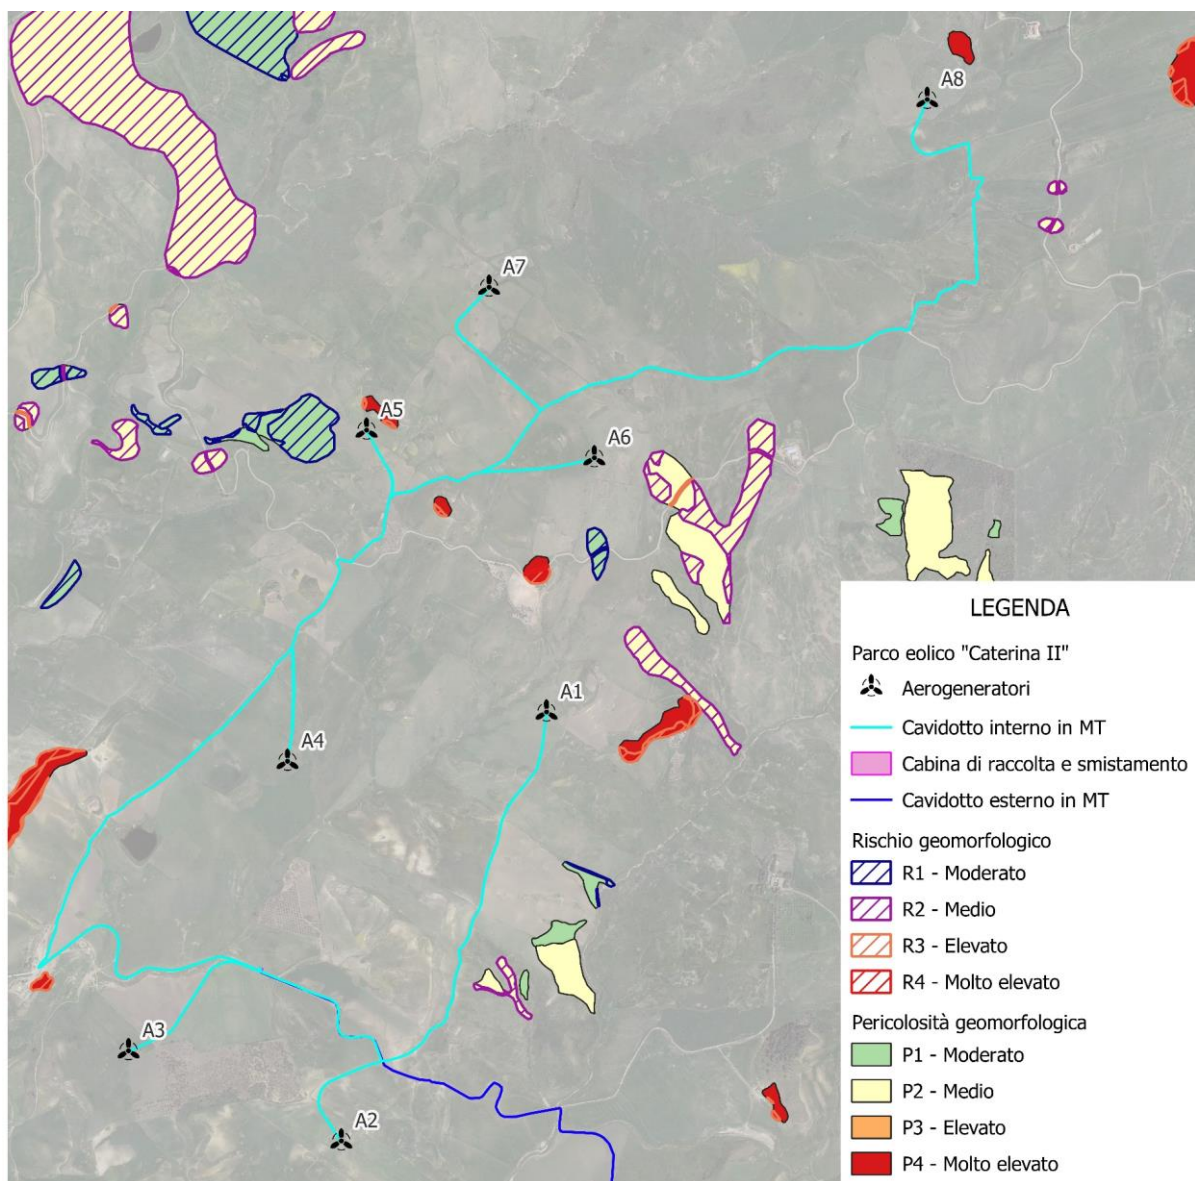 A8
A7
A5
A6
A1
A4
A3
A2
LEGENDA
Parco eolico "Caterina II"
Aerogeneratori
Cavidotto interno in MT
Cabina di raccolta e smistamento
Cavidotto esterno in MT
Rischio geomorfologico
R1 - Moderato
R2 - Medio
R3 - Elevato
R4 - Molto elevato
Pericolosità geomorfologica
P1 - Moderato
P2 - Medio
P3 - Elevato
P4 - Molto elevato